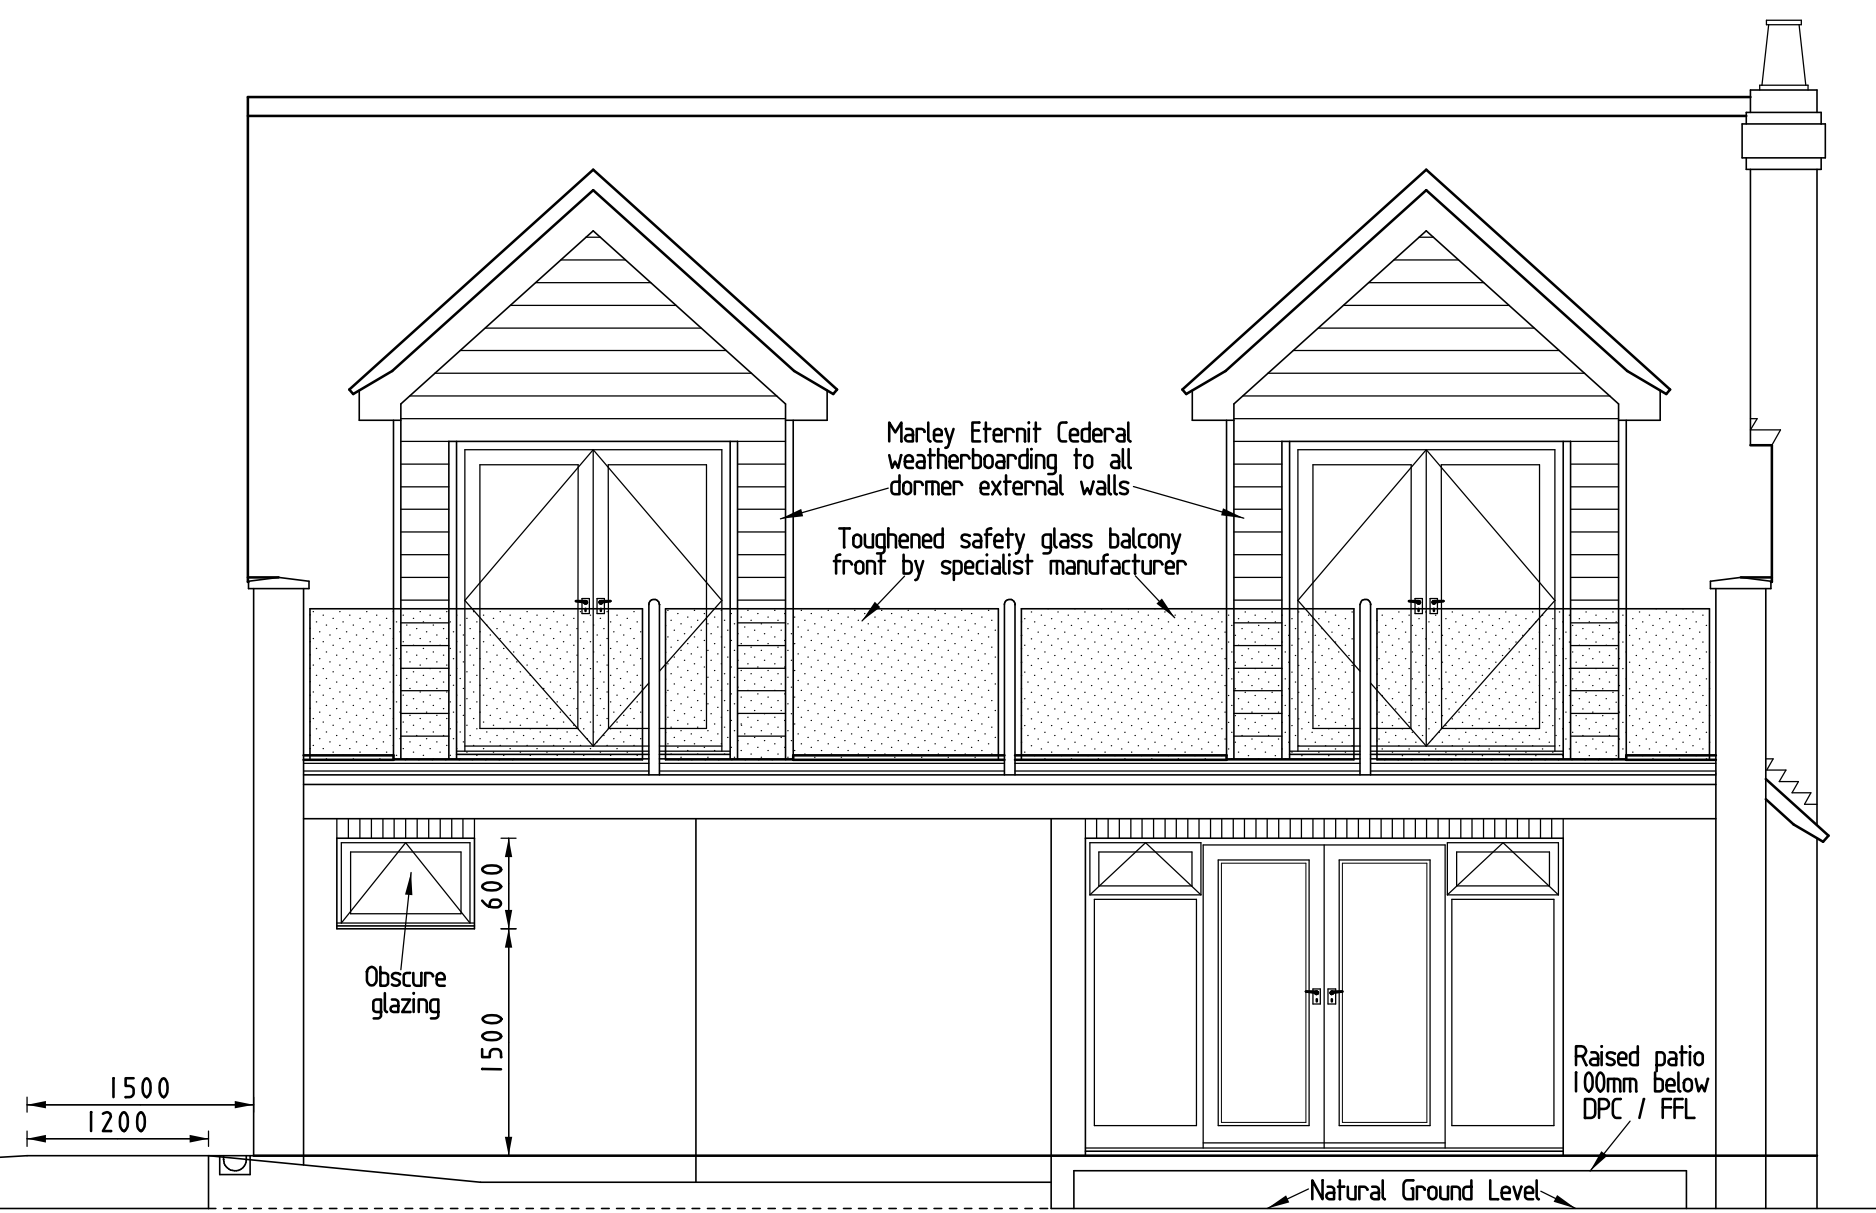 Marley Eternit Cederal
weatherboarding to all
dormer external walls
Toughened safety glass balcony
front by specialist manufacturer
600
Obscure
glazing
1500
Raised patio
100mm below
DPC / FFL
1500
1200
Natural Ground Level